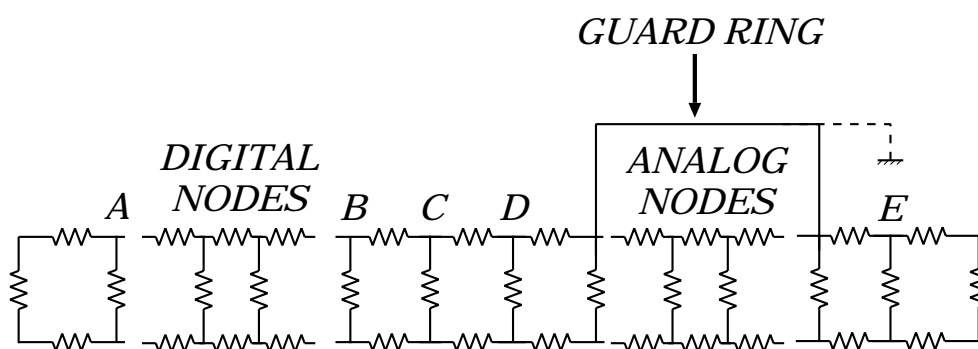 GUARD RING
DIGITAL
NODES
ANALOG
NODES
A
B
C
D
E